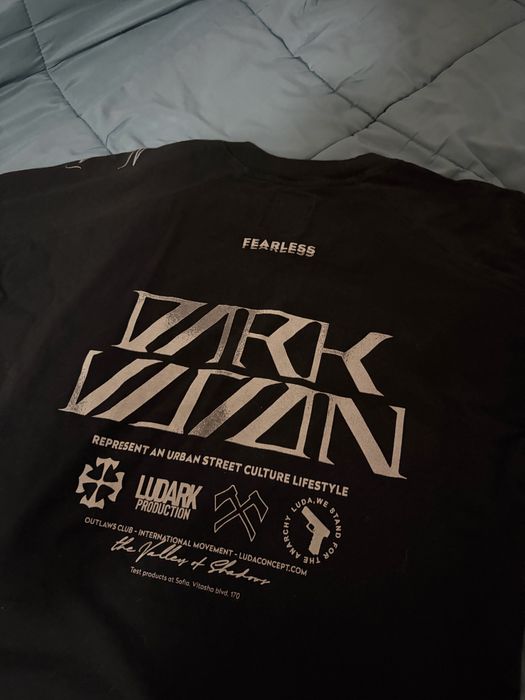 FEARLESS
DARK
VISION
REPRESENT AN URBAN STREET CULTURE LIFESTYLE
LUDARK
PRODUCTION
LUDA, WE STAND FOR THE ANARCHY
OUTLAWS CLUB - INTERNATIONAL MOVEMENT - LUDACONCEPT.COM
the Valley of Shadows
Test products at Sofia, Vitosha blvd. 170